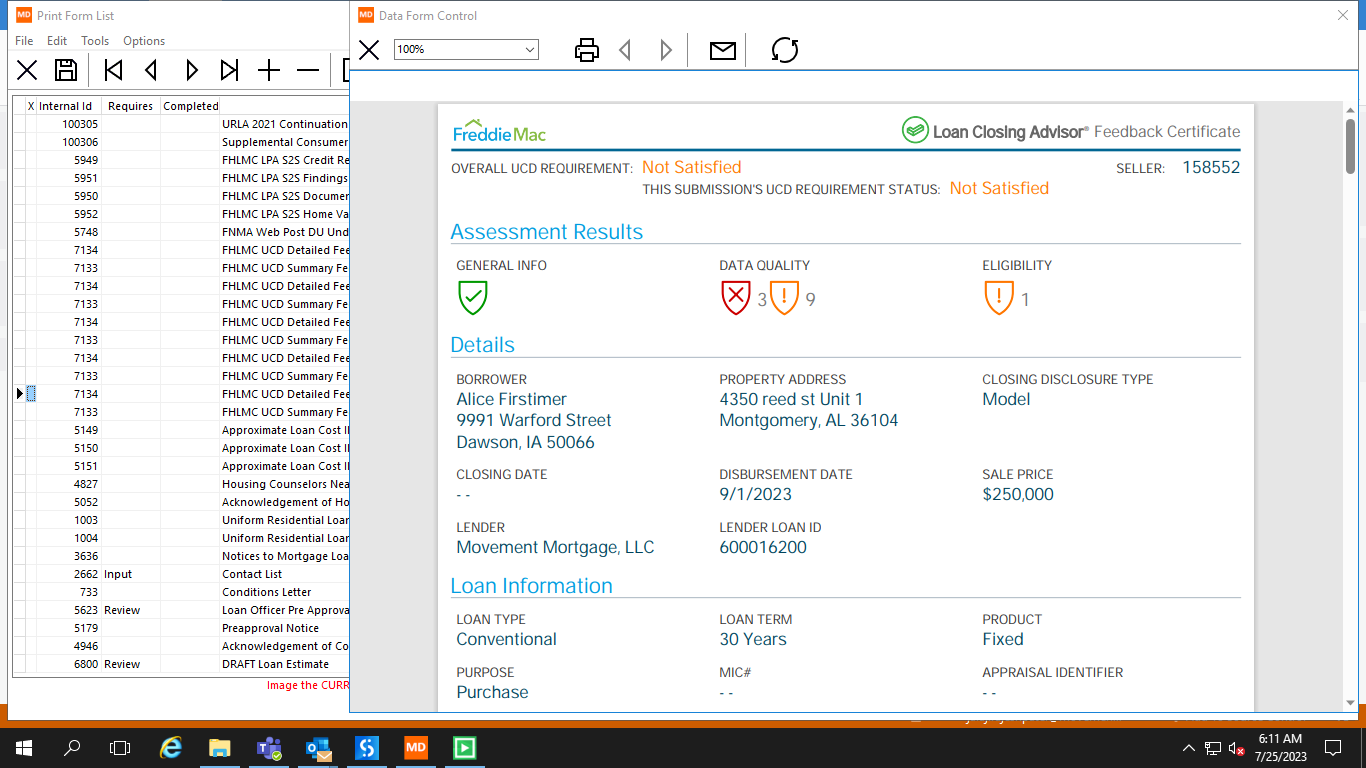 MD Print Form List
File Edit Tools Options
X Internal Id Requires Completed
100305 URLA 2021 Continuation
100306 Supplemental Consumer
5949 FHLMC LPA S2S Credit Re
5951 FHLMC LPA S2S Findings
5950 FHLMC LPA S2S Documen
5952 FHLMC LPA S2S Home Va
5748 FNMA Web Post DU Und
7134 FHLMC UCD Detailed Fee
7133 FHLMC UCD Summary Fe
7134 FHLMC UCD Detailed Fee
7133 FHLMC UCD Summary Fe
7134 FHLMC UCD Detailed Fee
7133 FHLMC UCD Summary Fe
7134 FHLMC UCD Detailed Fee
7133 FHLMC UCD Summary Fe
7134 FHLMC UCD Detailed Fee
7133 FHLMC UCD Summary Fe
5149 Approximate Loan Cost Il
5150 Approximate Loan Cost Il
5151 Approximate Loan Cost Il
4827 Housing Counselors Nea
5052 Acknowledgement of Ho
1003 Uniform Residential Loan
1004 Uniform Residential Loan
3636 Notices to Mortgage Loa
2662 Input Contact List
733 Conditions Letter
5623 Review Loan Officer Pre Approva
5179 Preapproval Notice
4946 Acknowledgement of Co
6800 Review DRAFT Loan Estimate
Image the CURR
MD Data Form Control
100%
Freddie Mac Loan Closing Advisor® Feedback Certificate
OVERALL UCD REQUIREMENT: Not Satisfied SELLER: 158552
THIS SUBMISSION'S UCD REQUIREMENT STATUS: Not Satisfied
Assessment Results
GENERAL INFO DATA QUALITY ELIGIBILITY
3 9 1
Details
BORROWER PROPERTY ADDRESS CLOSING DISCLOSURE TYPE
Alice Firstimer 4350 reed st Unit 1 Model
9991 Warford Street Montgomery, AL 36104
Dawson, IA 50066
CLOSING DATE DISBURSEMENT DATE SALE PRICE
- - 9/1/2023 $250,000
LENDER LENDER LOAN ID
Movement Mortgage, LLC 600016200
Loan Information
LOAN TYPE LOAN TERM PRODUCT
Conventional 30 Years Fixed
PURPOSE MIC# APPRAISAL IDENTIFIER
Purchase - - - -
MD
6:11 AM
7/25/2023